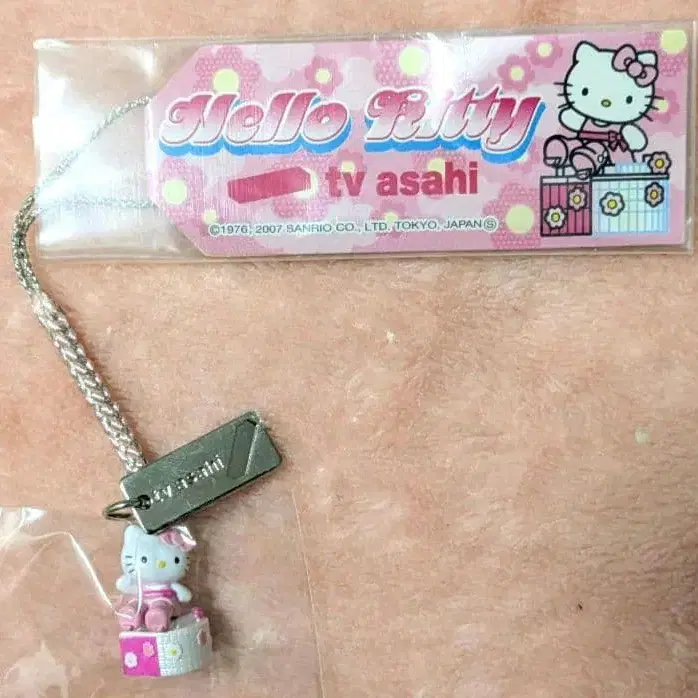 Hello Kitty
tv asahi
©1976, 2007 SANRIO CO., LTD. TOKYO, JAPAN Ⓢ
tv asahi